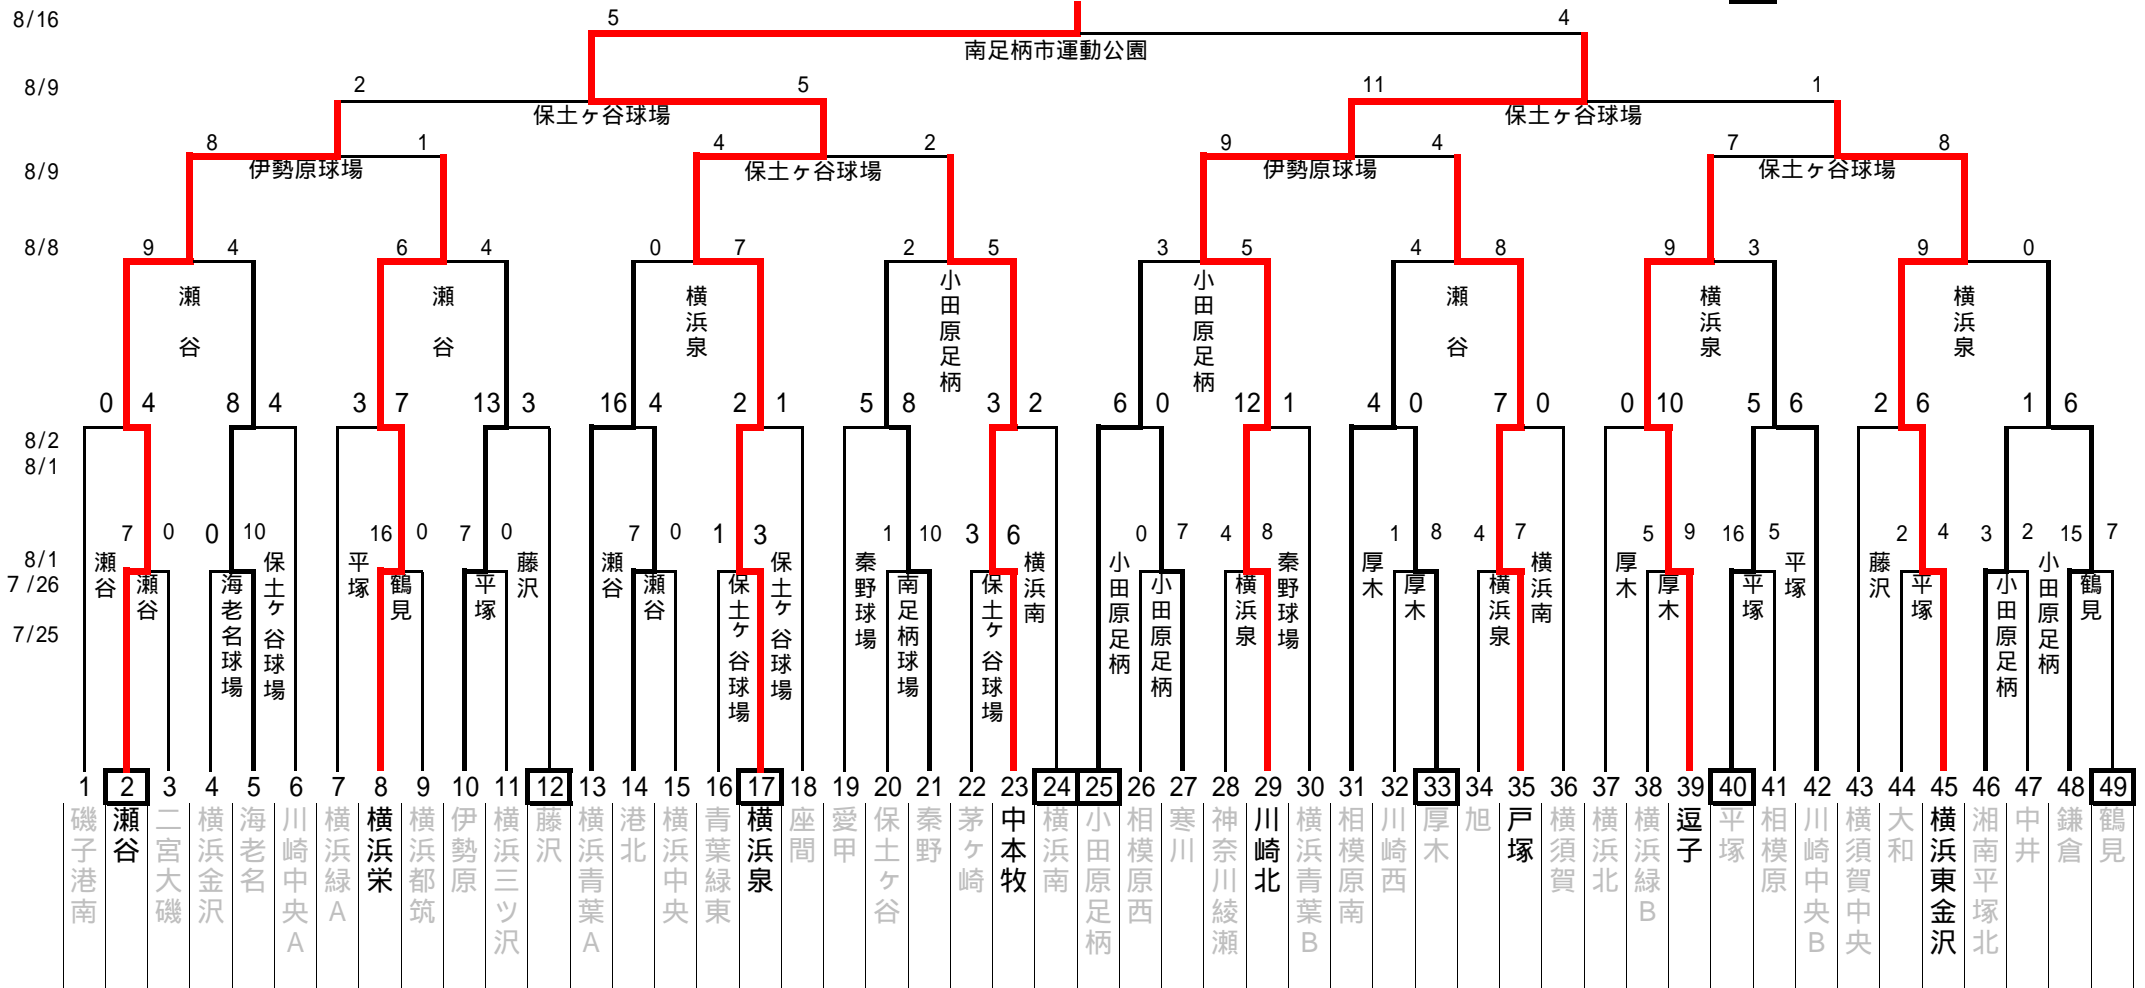 8/16 5 4
南足柄市運動公園
8/9 2 5 11 1
保土ヶ谷球場 保土ヶ谷球場
8 1 4 2 9 4 7 8
8/9 伊勢原球場 保土ヶ谷球場 伊勢原球場 保土ヶ谷球場
8/8 9 4 6 4 0 7 2 5 3 5 4 8 9 3 9 0
瀬谷 瀬谷 横浜泉 小田原足柄 小田原足柄 瀬谷 横浜泉 横浜泉
0 4 8 4 3 7 13 3 16 4 2 1 5 8 3 2 6 0 12 1 4 0 7 0 0 10 5 6 2 6 1 6
8/2
8/1
7 0 0 10 16 0 7 0 7 0 1 3 1 10 3 6 0 7 4 8 1 8 4 7 5 9 16 5 2 4 3 2 15 7
8/1
7/26
7/25
瀬谷 瀬谷 海老名球場 保土ヶ谷球場 平塚 鶴見 平塚 藤沢 瀬谷 瀬谷 保土ヶ谷球場 保土ヶ谷球場 秦野球場 南足柄球場 保土ヶ谷球場 横浜南 小田原足柄 小田原足柄 横浜泉 秦野球場 厚木 厚木 横浜泉 横浜南 厚木 厚木 平塚 平塚 藤沢 平塚 小田原足柄 小田原足柄 鶴見
1 2 3 4 5 6 7 8 9 10 11 12 13 14 15 16 17 18 19 20 21 22 23 24 25 26 27 28 29 30 31 32 33 34 35 36 37 38 39 40 41 42 43 44 45 46 47 48 49
磯子港南
瀬谷
二宮大磯
横浜金沢
海老名
川崎中央A
横浜緑A
横浜栄
横浜都筑
伊勢原
横浜三ツ沢
藤沢
横浜青葉A
港北
横浜中央
青葉緑東
横浜泉
座間
愛甲
保土ヶ谷
秦野
茅ヶ崎
中本牧
横浜南
小田原足柄
相模原西
寒川
神奈川綾瀬
川崎北
横浜青葉B
相模原南
川崎西
厚木
旭
戸塚
横須賀
横浜北
横浜緑B
逗子
平塚
相模原
川崎中央B
横須賀中央
大和
横浜東金沢
湘南平塚北
中井
鎌倉
鶴見